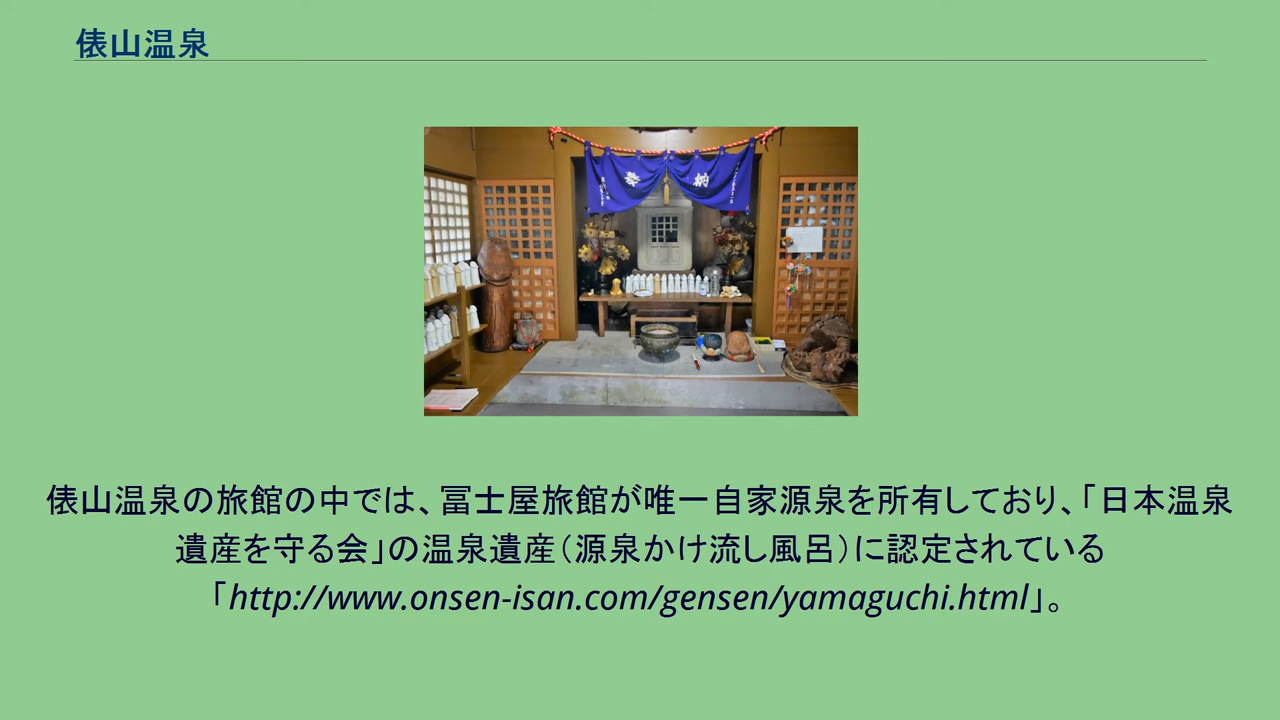 俵山温泉
奉納
俵山温泉の旅館の中では、冨士屋旅館が唯一自家源泉を所有しており、「日本温泉
遺産を守る会」の温泉遺産（源泉かけ流し風呂）に認定されている
「http://www.onsen-isan.com/gensen/yamaguchi.html」。